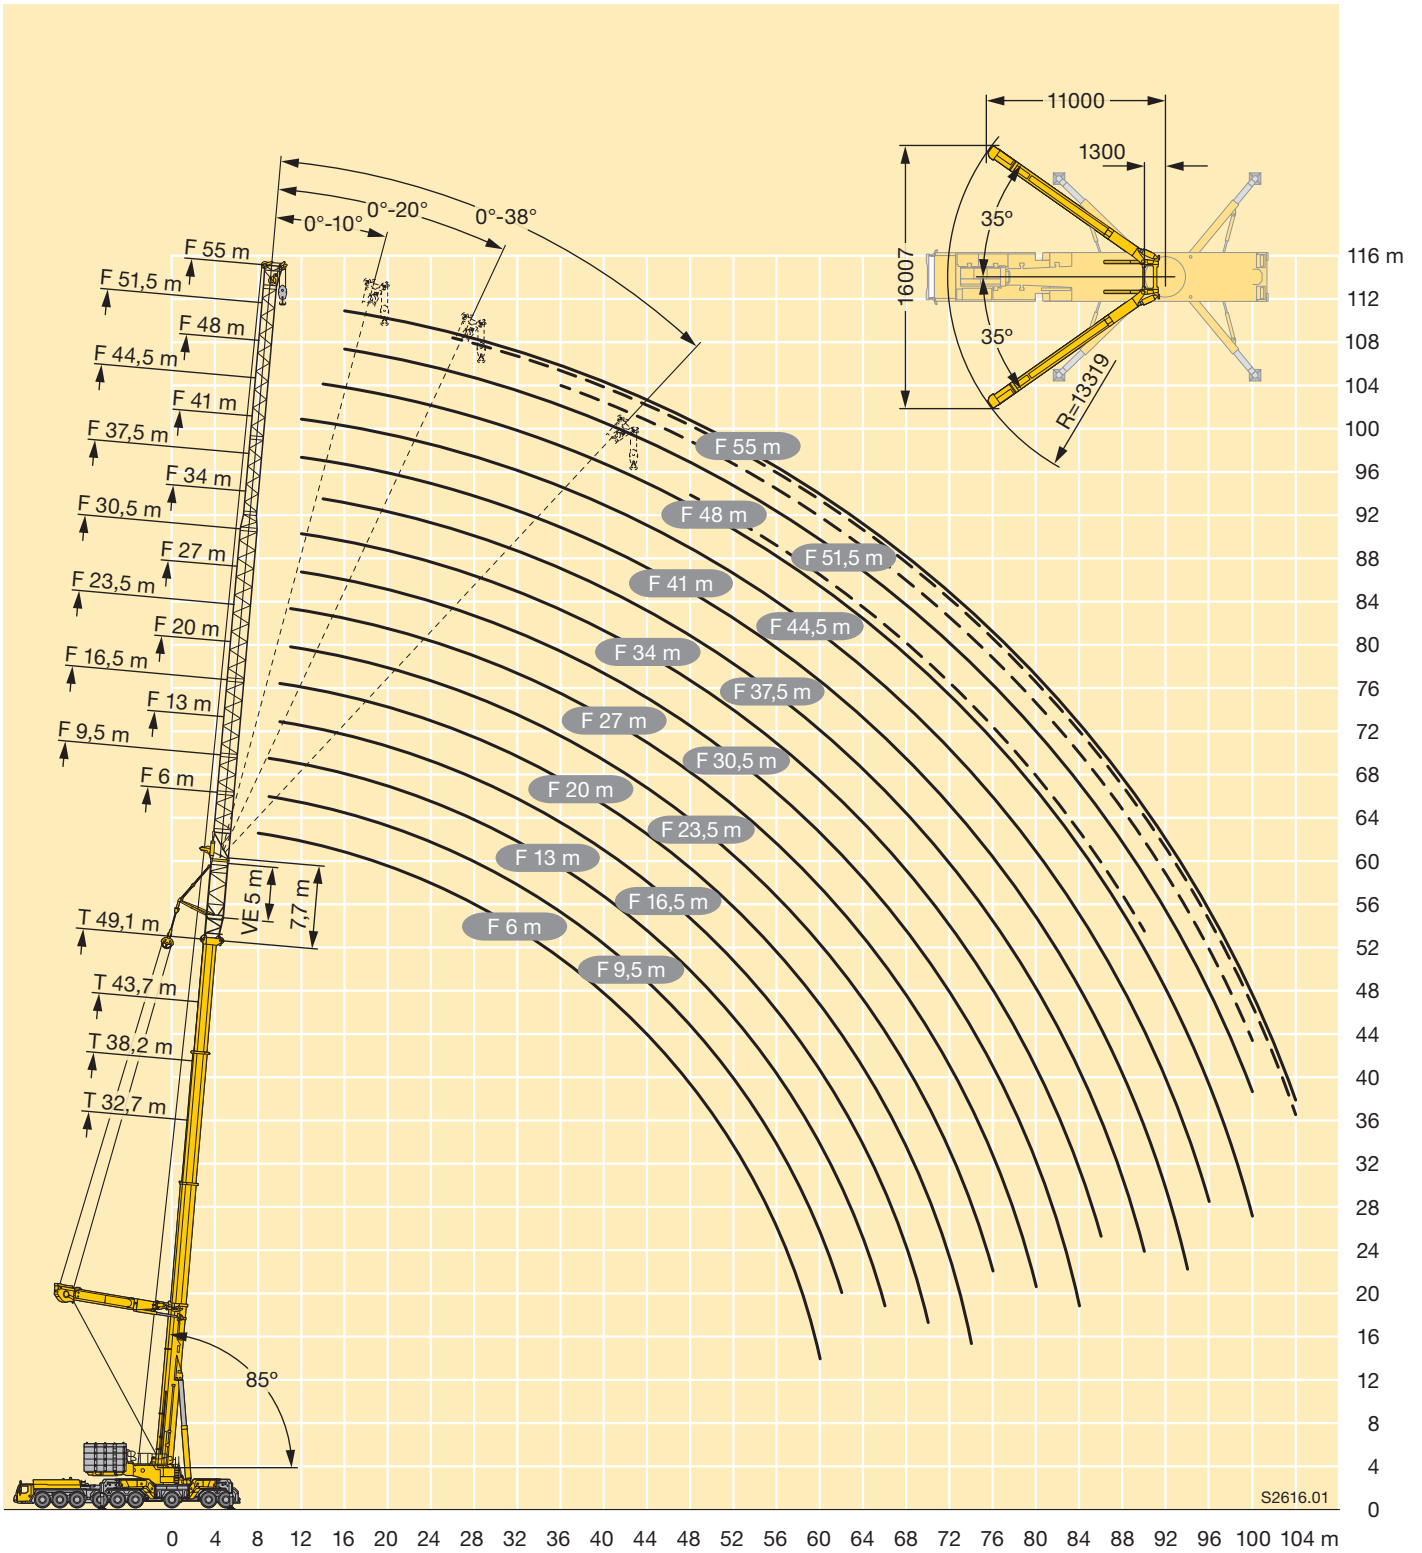 11000
1300
0°-38°
0°-20°
0°-10°
35°
16007
35°
R=13319
F 55 m
F 51,5 m
F 48 m
F 44,5 m
F 41 m
F 37,5 m
F 34 m
F 30,5 m
F 27 m
F 23,5 m
F 20 m
F 16,5 m
F 13 m
F 9,5 m
F 6 m
VE 5 m
7,7 m
T 49,1 m
T 43,7 m
T 38,2 m
T 32,7 m
85°
F 55 m
F 48 m
F 51,5 m
F 41 m
F 44,5 m
F 34 m
F 37,5 m
F 27 m
F 30,5 m
F 20 m
F 23,5 m
F 13 m
F 16,5 m
F 6 m
F 9,5 m
116 m
112
108
104
100
96
92
88
84
80
76
72
68
64
60
56
52
48
44
40
36
32
28
24
20
16
12
8
4
0
S2616.01
0 4 8 12 16 20 24 28 32 36 40 44 48 52 56 60 64 68 72 76 80 84 88 92 96 100 104 m